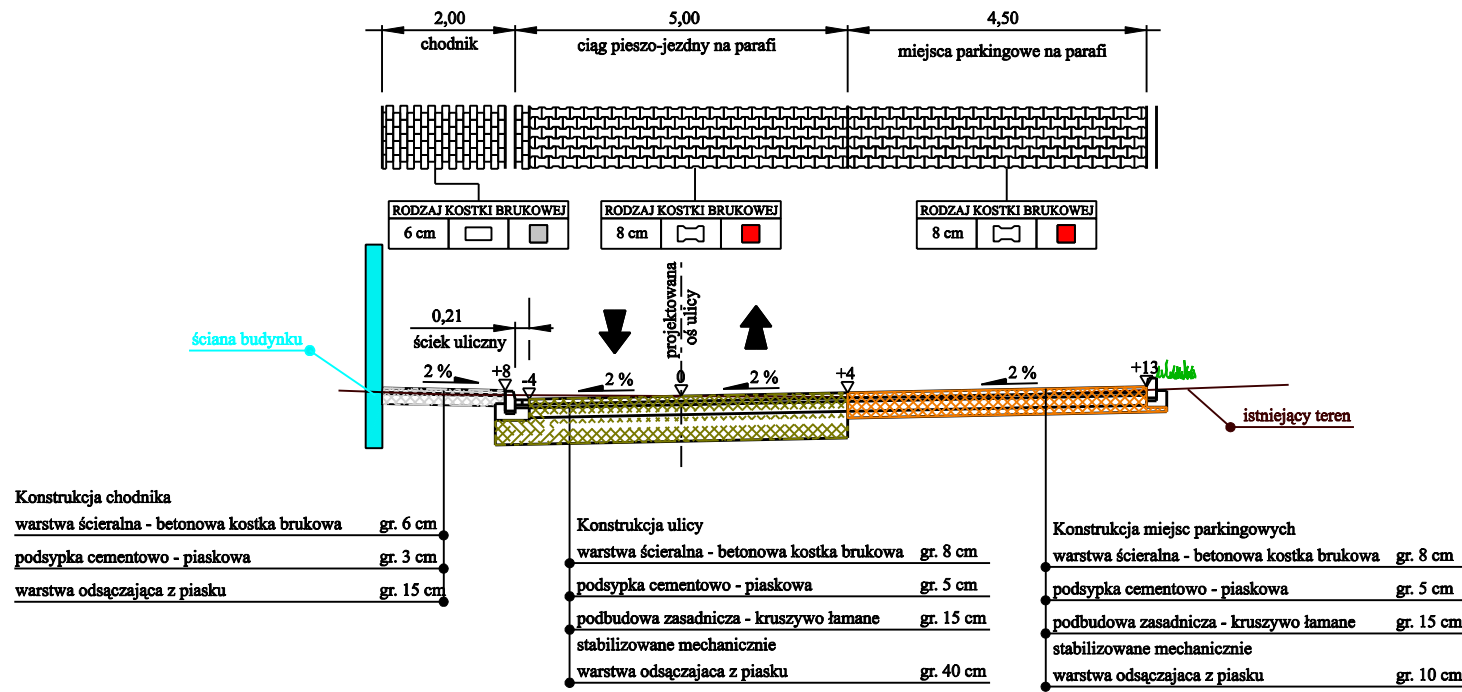 2,00 5,00 4,50
chodnik ciąg pieszo-jezdny na parafi miejsca parkingowe na parafi
RODZAJ KOSTKI BRUKOWEJ
6 cm
RODZAJ KOSTKI BRUKOWEJ
8 cm
RODZAJ KOSTKI BRUKOWEJ
8 cm
projektowana
oś ulicy
0,21
ściek uliczny
ściana budynku
2 % +8 -4 2 % 0 2 % +4 2 % +13
istniejący teren
Konstrukcja chodnika
warstwa ścieralna - betonowa kostka brukowa gr. 6 cm
podsypka cementowo - piaskowa gr. 3 cm
warstwa odsączająca z piasku gr. 15 cm
Konstrukcja ulicy
warstwa ścieralna - betonowa kostka brukowa gr. 8 cm
podsypka cementowo - piaskowa gr. 5 cm
podbudowa zasadnicza - kruszywo łamane gr. 15 cm
stabilizowane mechanicznie
warstwa odsączajaca z piasku gr. 40 cm
Konstrukcja miejsc parkingowych
warstwa ścieralna - betonowa kostka brukowa gr. 8 cm
podsypka cementowo - piaskowa gr. 5 cm
podbudowa zasadnicza - kruszywo łamane gr. 15 cm
stabilizowane mechanicznie
warstwa odsączajaca z piasku gr. 10 cm